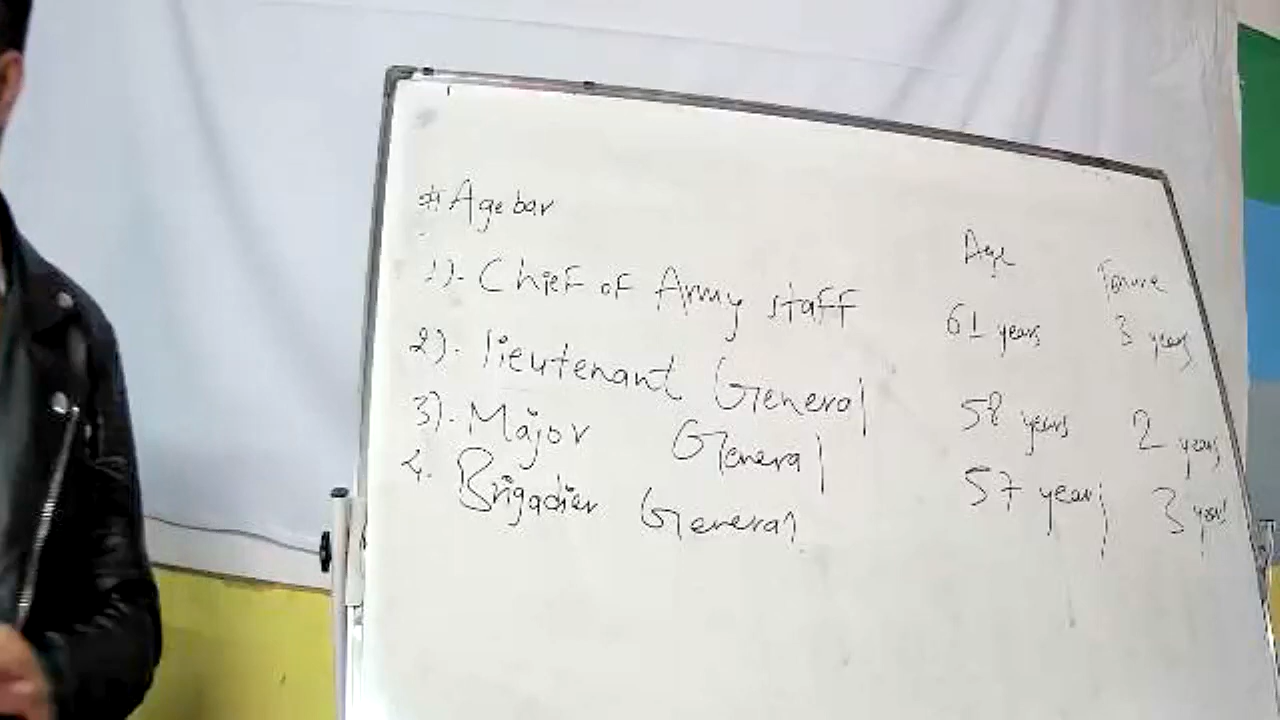 * Age bar
Age Tenure
1). Chief of Army staff 61 years 3 years
2). lieutenant General 58 years 2 years
3). Major General 57 years 3 years
4. Brigadier General